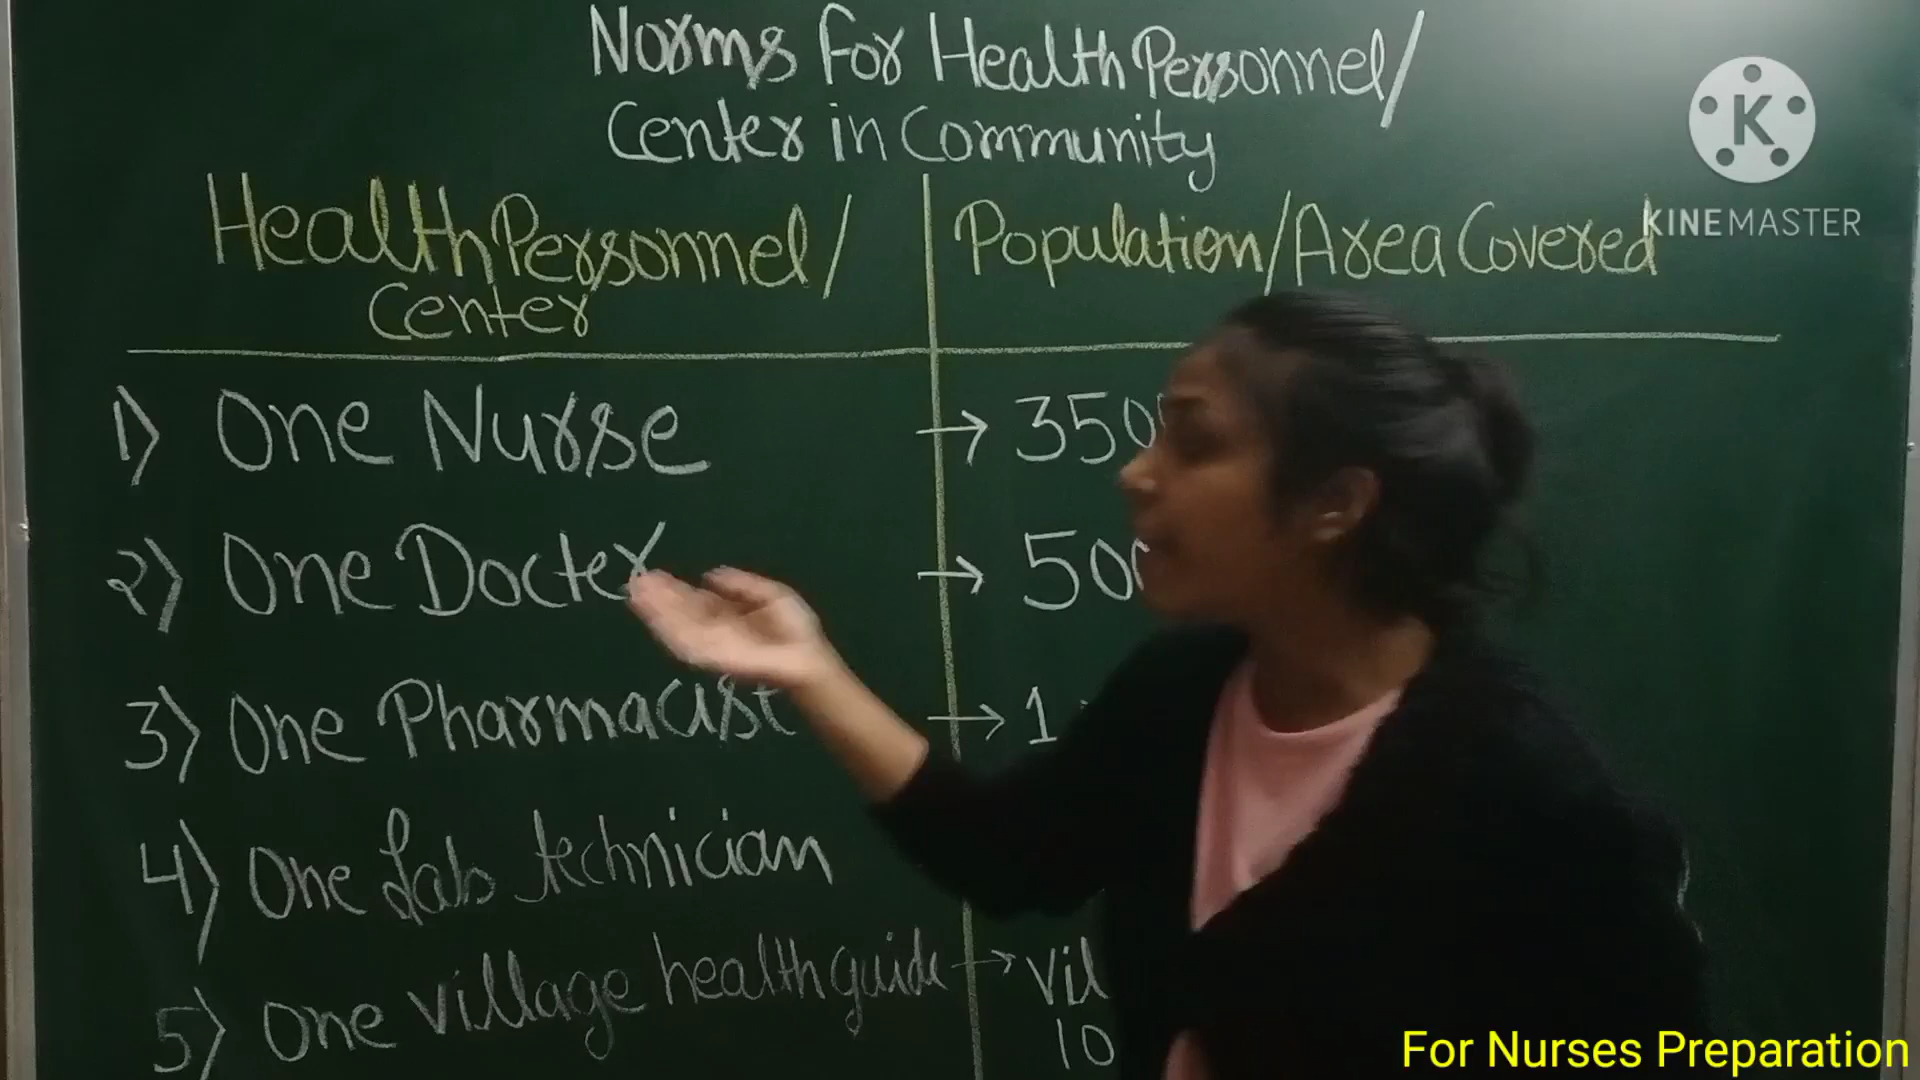 Norms For Health Personnel/
Center in Community
Health Personnel/
Center
Population/Area Covered
1) One Nurse → 350
2) One Docter → 500
3) One Pharmacist → 1
4) One Lab technician
5) One village health guide → Vil
10
K
KINEMASTER
For Nurses Preparation